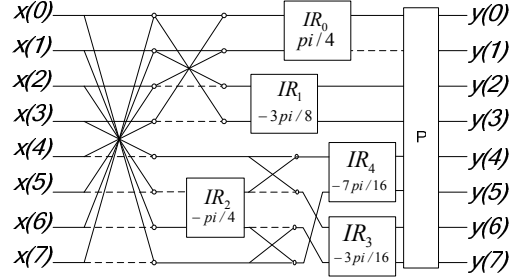 x(0) IR₀ y(0)
x(1) pi/4 y(1)
x(2) IR₁ y(2)
x(3) −3pi/8 y(3)
P
x(4) IR₄ y(4)
x(5) IR₂ −7pi/16 y(5)
x(6) −pi/4 IR₃ y(6)
x(7) −3pi/16 y(7)